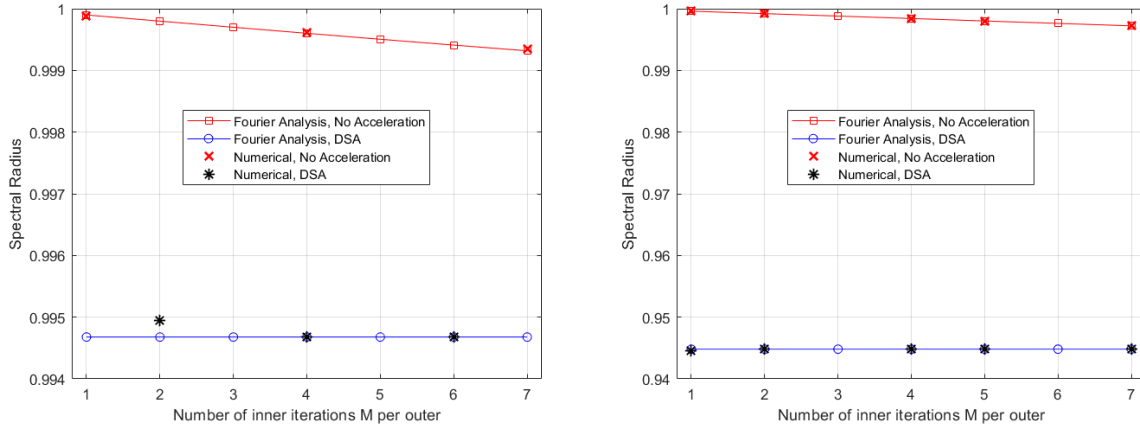 1
0.999
0.998
0.997
0.996
0.995
0.994
Spectral Radius
Fourier Analysis, No Acceleration
Fourier Analysis, DSA
Numerical, No Acceleration
Numerical, DSA
1 2 3 4 5 6 7
Number of inner iterions M per outer
1
0.99
0.98
0.97
0.96
0.95
0.94
Spectral Radius
Fourier Analysis, No Acceleration
Fourier Analysis, DSA
Numerical, No Acceleration
Numerical, DSA
1 2 3 4 5 6 7
Number of inner iterations M per outer